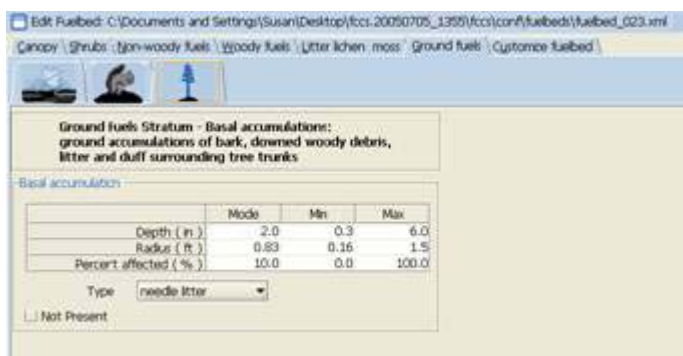 Edit Fuelbed: C:\Documents and Settings\Susan\Desktop\fccs.20050705_1355\fccs\conf\fuelbeds\fuelbed_023.xml
Canopy Shrubs Non-woody fuels Woody fuels Litter lichen moss Ground fuels Customize fuelbed
Ground Fuels Stratum - Basal accumulations:
ground accumulations of bark, downed woody debris,
litter and duff surrounding tree trunks
Basal accumulation
Mode Min Max
Depth ( in ) 2.0 0.3 6.0
Radius ( ft ) 0.83 0.16 1.5
Percent affected ( % ) 10.0 0.0 100.0
Type needle litter
Not Present